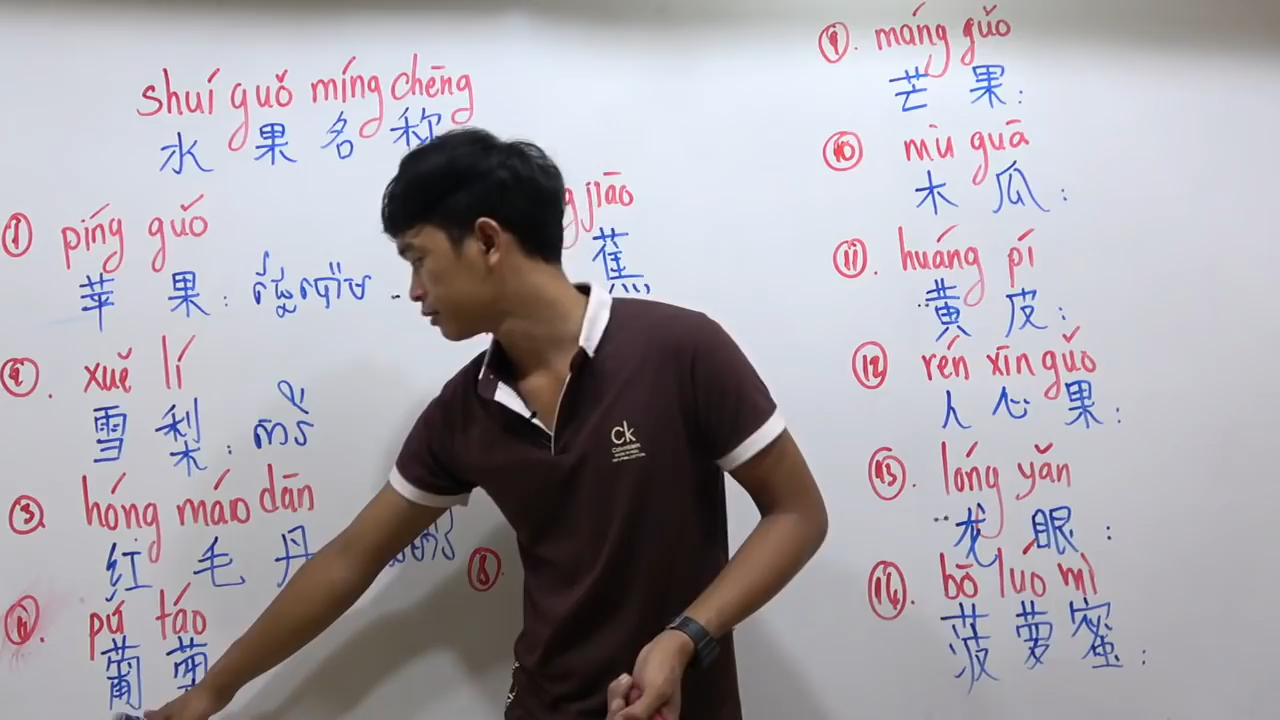 shuí guǒ míng chēng
水 果 名 称
① píng guǒ
苹 果 : ផ្លែប៉ោម
② . xuě lí
雪 梨 : សារី
③ hóng máo dān
红 毛 丹
④ . pú táo
葡 萄
g jiāo
蕉
⑧ .
⑨ . máng guǒ
芒 果 :
⑩ mù guā
木 瓜 :
⑪ . huáng pí
黄 皮 :
⑫ rén xīn guǒ
人 心 果 :
⑬ . lóng yǎn
龙 眼 :
⑭ . bō luó mì
菠 萝 蜜 :
ck